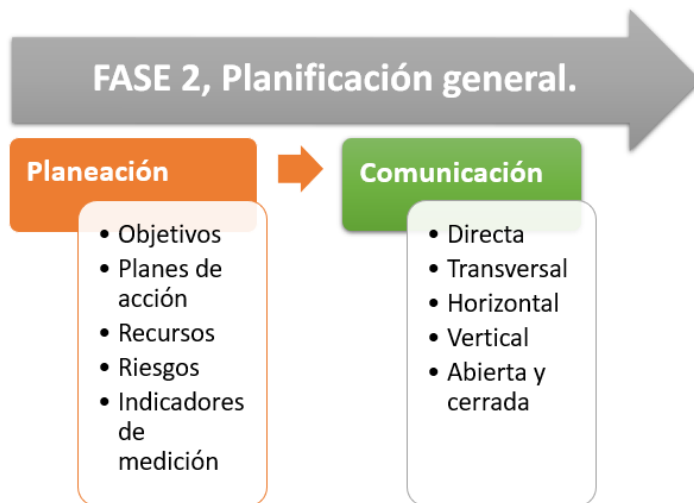 FASE 2, Planificación general.
Planeación
• Objetivos
• Planes de
acción
• Recursos
• Riesgos
• Indicadores
de
medición
Comunicación
• Directa
• Transversal
• Horizontal
• Vertical
• Abierta y
cerrada